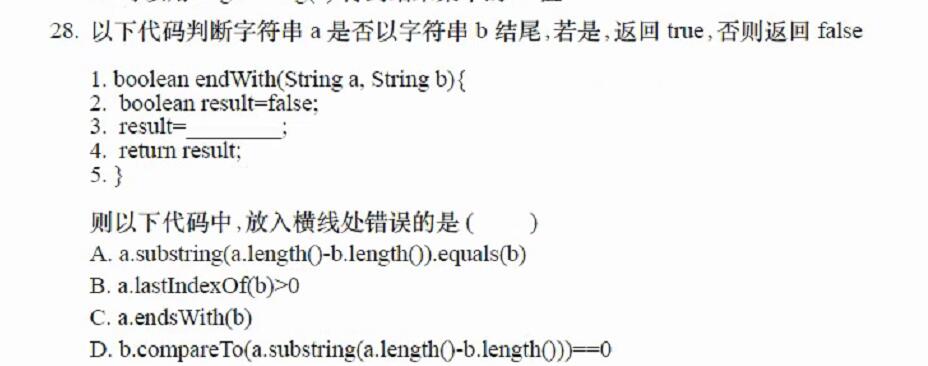 28. 以下代码判断字符串 a 是否以字符串 b 结尾,若是,返回 true,否则返回 false
1. boolean endWith(String a, String b){
2. boolean result=false;
3. result=________;
4. return result;
5. }
则以下代码中,放入横线处错误的是 (      )
A. a.substring(a.length()-b.length()).equals(b)
B. a.lastIndexOf(b)>0
C. a.endsWith(b)
D. b.compareTo(a.substring(a.length()-b.length()))==0